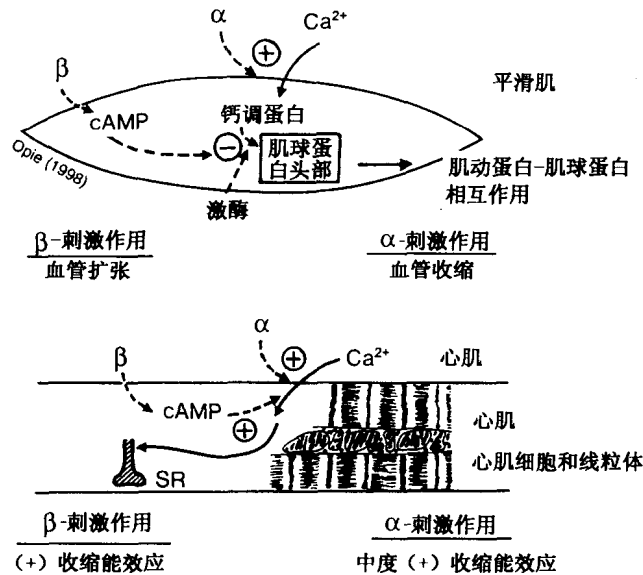 α
Ca²⁺
+
β
平滑肌
cAMP
钙调蛋白
−
肌球蛋
白头部
Opie (1998)
激酶
肌动蛋白-肌球蛋白
相互作用
β-刺激作用
血管扩张
α-刺激作用
血管收缩
α
+
Ca²⁺
心肌
β
cAMP
+
心肌
心肌细胞和线粒体
SR
β-刺激作用
(+) 收缩能效应
α-刺激作用
中度 (+) 收缩能效应